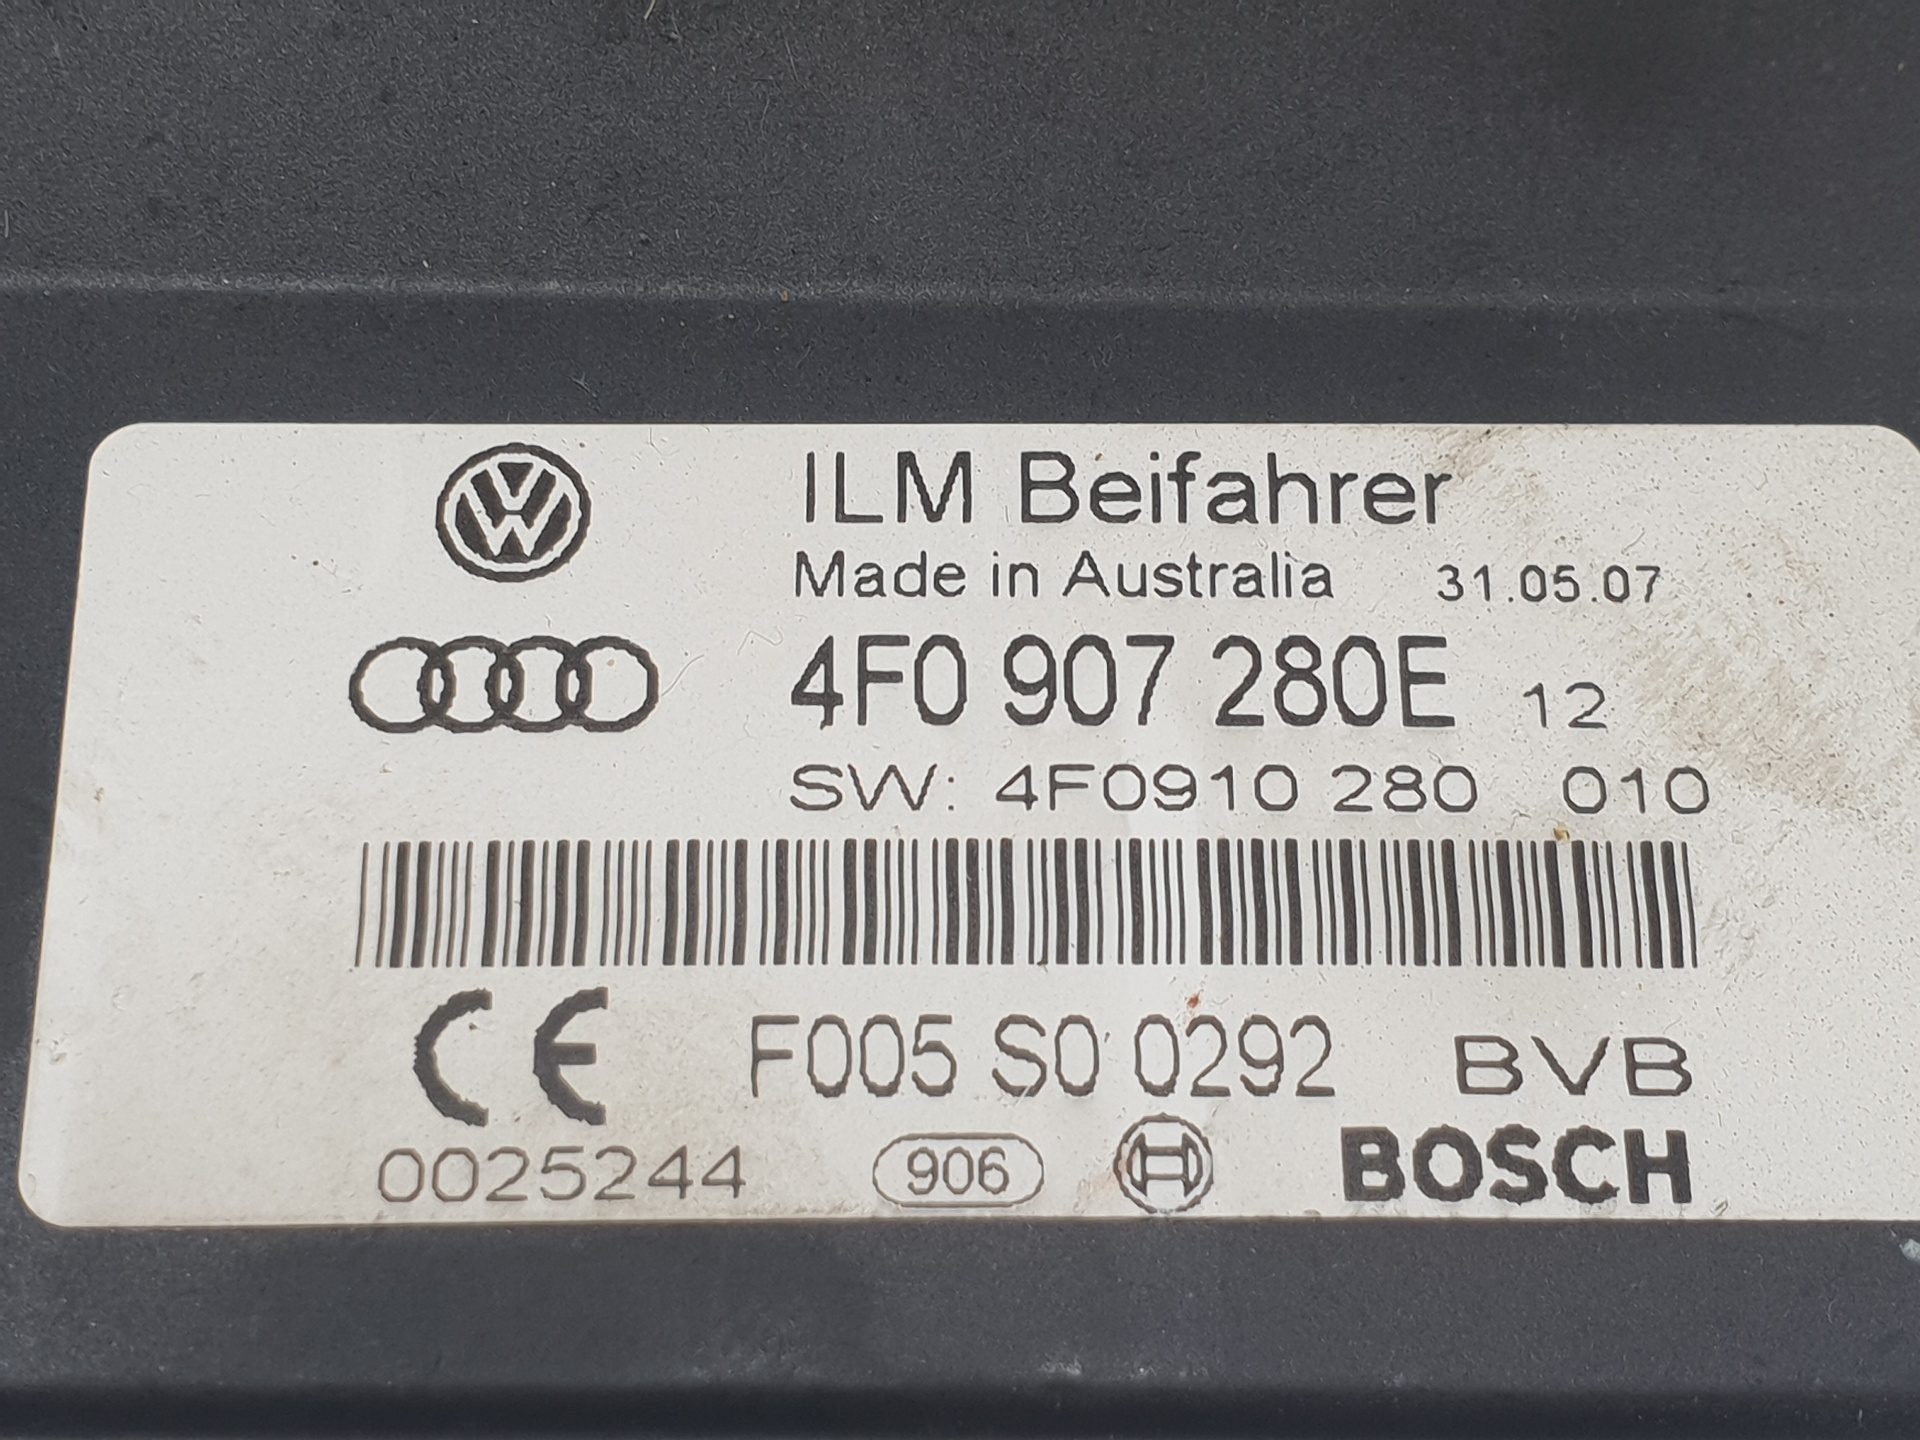 ILM Beifahrer
Made in Australia 31.05.07
4F0 907 280E 12
SW: 4F0910 280 010
CE F005 S0 0292 BVB
0025244 906 BOSCH